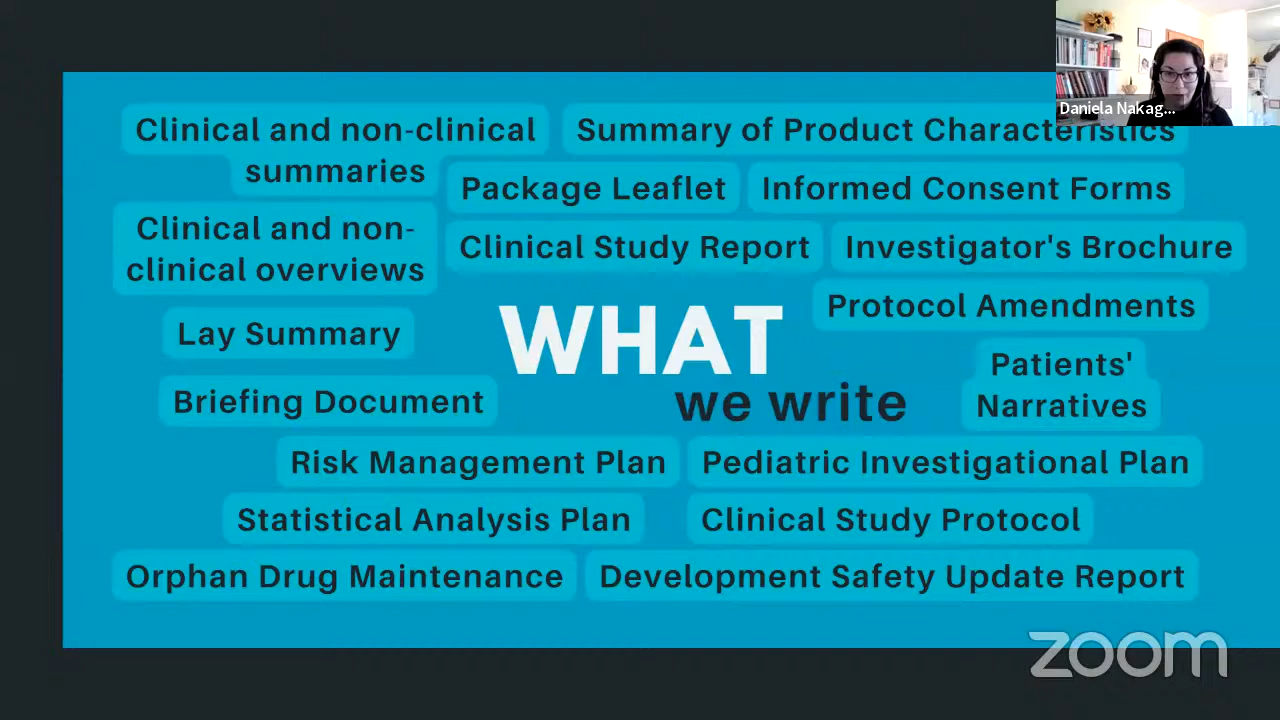 Daniela Nakag...
Clinical and non-clinical
summaries
Summary of Product Characteristics
Package Leaflet
Informed Consent Forms
Clinical and non-
clinical overviews
Clinical Study Report
Investigator's Brochure
Protocol Amendments
Lay Summary
WHAT
we write
Patients'
Narratives
Briefing Document
Risk Management Plan
Pediatric Investigational Plan
Statistical Analysis Plan
Clinical Study Protocol
Orphan Drug Maintenance
Development Safety Update Report
zoom